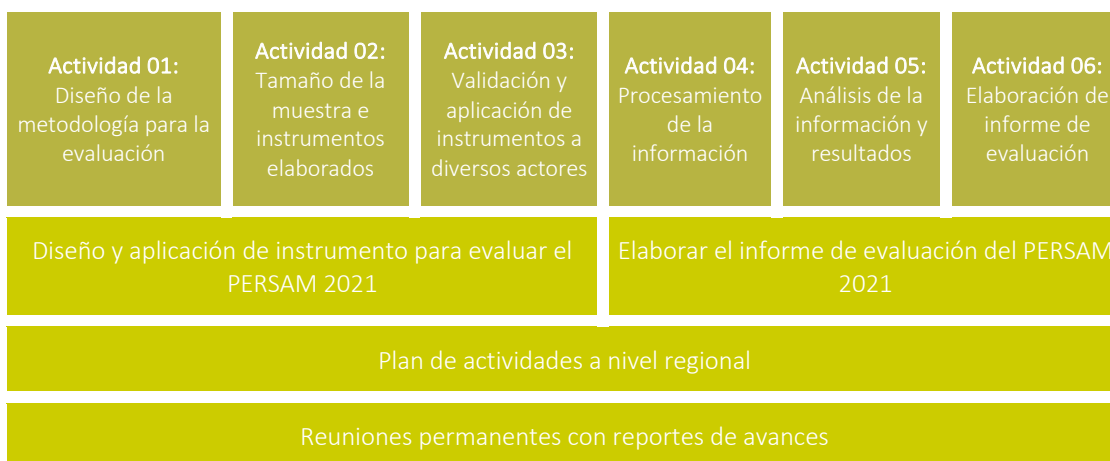 Actividad 01:
Diseño de la
metodología para la
evaluación
Actividad 02:
Tamaño de la
muestra e
instrumentos
elaborados
Actividad 03:
Validación y
aplicación de
instrumentos a
diversos actores
Actividad 04:
Procesamiento
de la
información
Actividad 05:
Análisis de la
información y
resultados
Actividad 06:
Elaboración de
informe de
evaluación
Diseño y aplicación de instrumento para evaluar el
PERSAM 2021
Elaborar el informe de evaluación del PERSAM
2021
Plan de actividades a nivel regional
Reuniones permanentes con reportes de avances